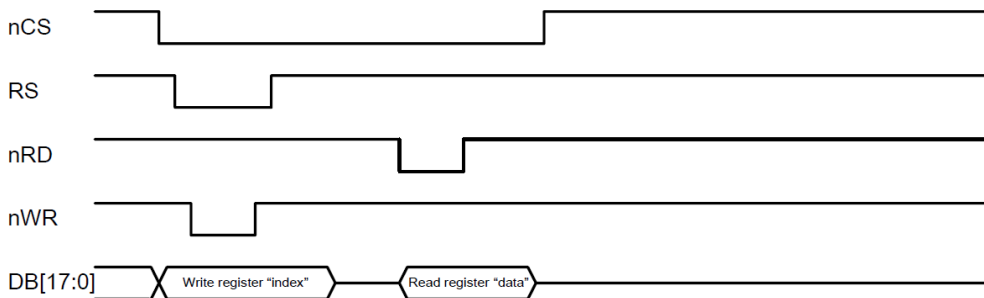 nCS
RS
nRD
nWR
DB[17:0] Write register “index” Read register “data”